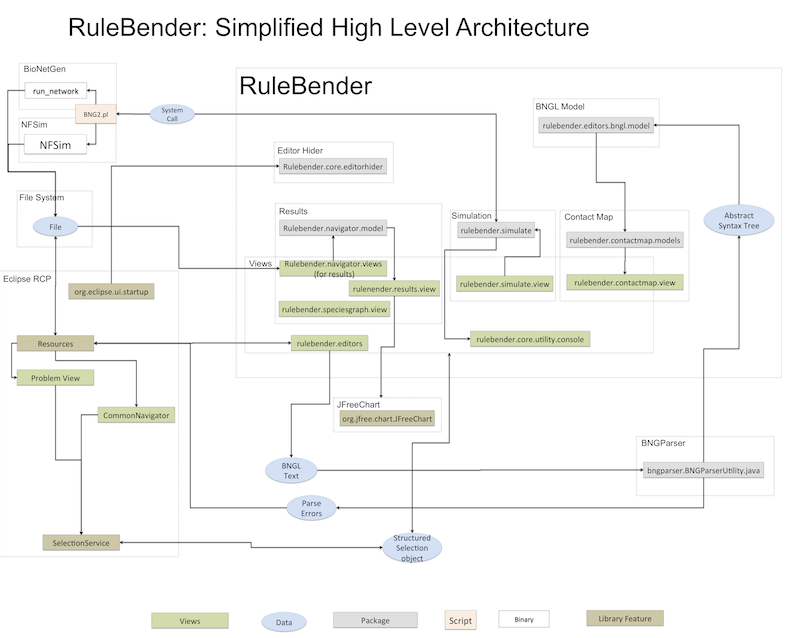 RuleBender: Simplified High Level Architecture
BioNetGen
run_network
BNG2.pl
System
Call
NFSim
NFSim
RuleBender
BNGL Model
rulebender.editors.bngl.model
Editor Hider
Rulebender.core.editorhider
File System
File
Results
Rulebender.navigator.model
Simulation
rulebender.simulate
Contact Map
rulebender.contactmap.models
Abstract
Syntax Tree
Views
Rulebender.navigator.views
(for results)
rulenender.results.view
rulebender.speciesgraph.view
rulebender.simulate.view
rulebender.contactmap.view
Eclipse RCP
org.eclipse.ui.startup
Resources
rulebender.editors
rulebender.core.utility.console
Problem View
CommonNavigator
JFreeChart
org.jfree.chart.JFreeChart
BNGL
Text
BNGParser
bngparser.BNGParserUtility.java
Parse
Errors
SelectionService
Structured
Selection
object
Views
Data
Package
Script
Binary
Library Feature